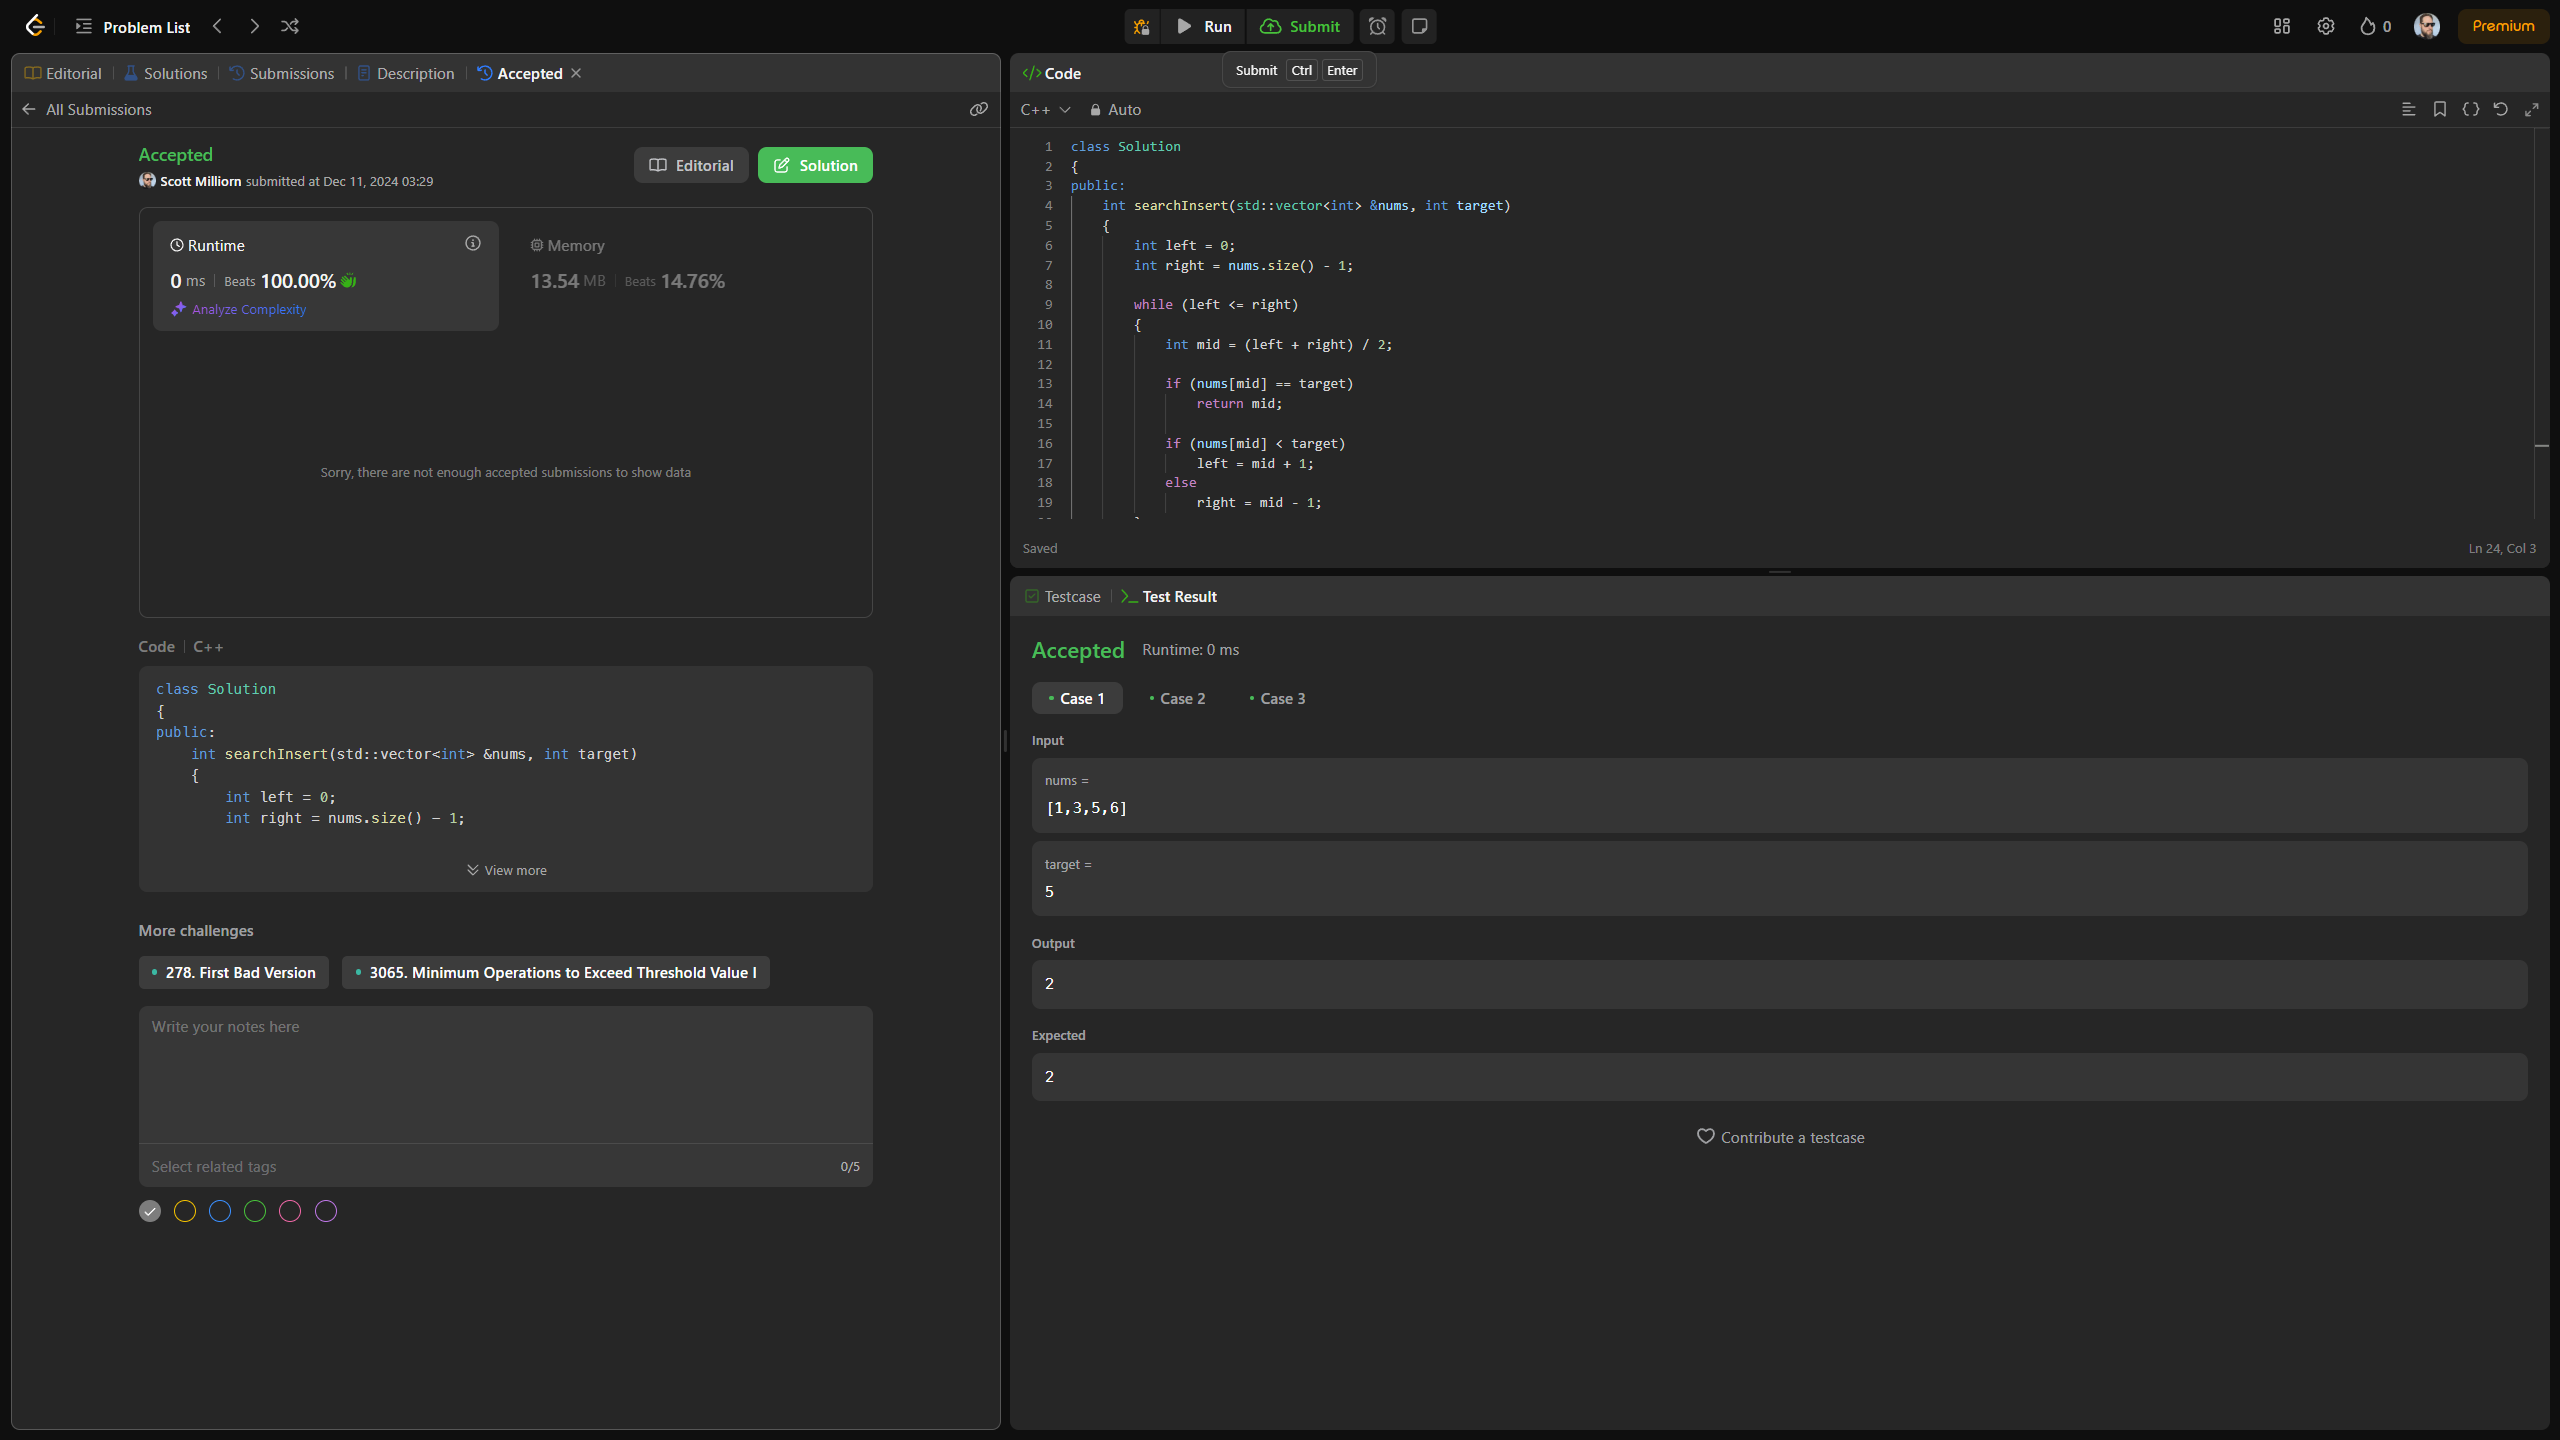 Problem List
Run
Submit
0
Premium
Editorial
Solutions
Submissions
Description
Accepted
All Submissions
Accepted
Scott Milliorn submitted at Dec 11, 2024 03:29
Editorial
Solution
Runtime
0 ms
Beats 100.00%
Analyze Complexity
Memory
13.54 MB
Beats 14.76%
Sorry, there are not enough accepted submissions to show data
Code
C++
class Solution
{
public:
    int searchInsert(std::vector<int> &nums, int target)
    {
        int left = 0;
        int right = nums.size() - 1;
View more
More challenges
278. First Bad Version
3065. Minimum Operations to Exceed Threshold Value I
Write your notes here
Select related tags
0/5
Code
Submit Ctrl Enter
C++
Auto
1 class Solution
2 {
3 public:
4     int searchInsert(std::vector<int> &nums, int target)
5     {
6         int left = 0;
7         int right = nums.size() - 1;
8
9         while (left <= right)
10         {
11             int mid = (left + right) / 2;
12
13             if (nums[mid] == target)
14                 return mid;
15
16             if (nums[mid] < target)
17                 left = mid + 1;
18             else
19                 right = mid - 1;
Saved
Ln 24, Col 3
Testcase
Test Result
Accepted
Runtime: 0 ms
Case 1
Case 2
Case 3
Input
nums =
[1,3,5,6]
target =
5
Output
2
Expected
2
Contribute a testcase